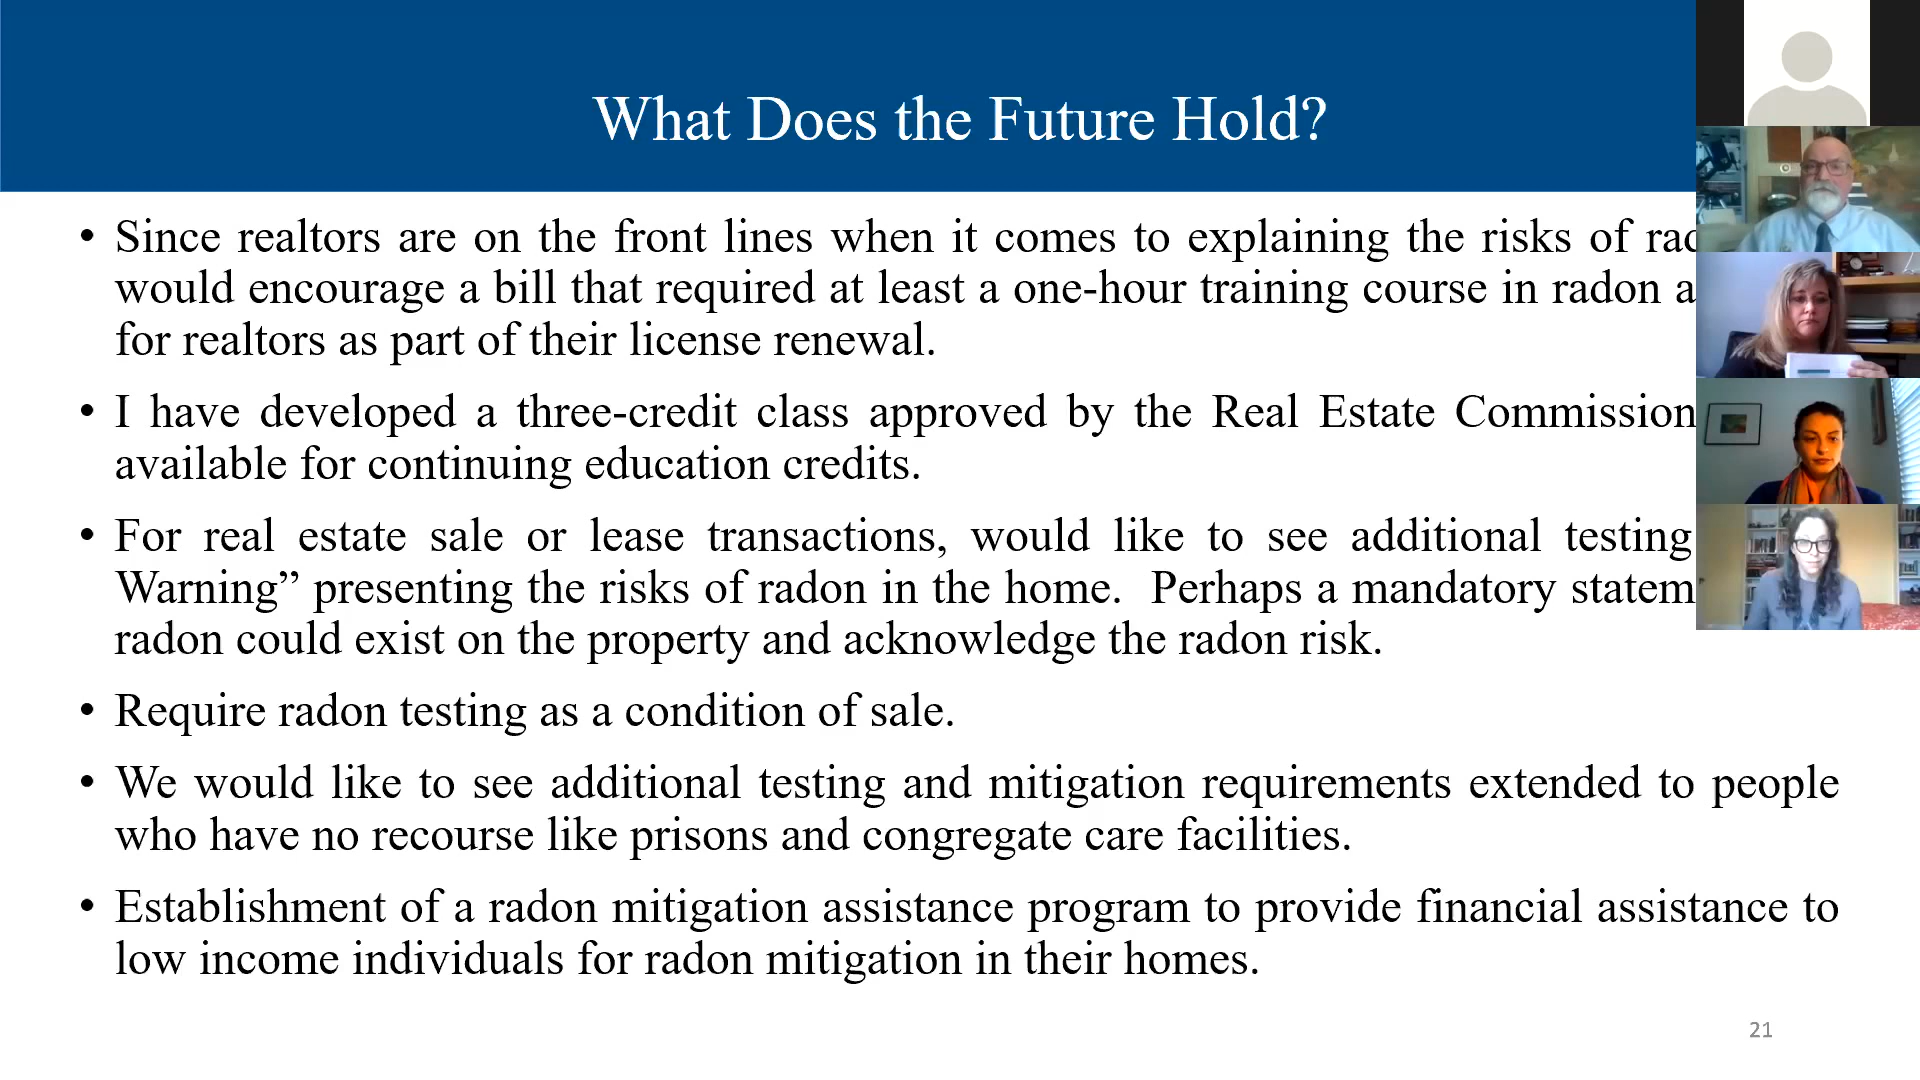 What Does the Future Hold?
• Since realtors are on the front lines when it comes to explaining the risks of
would encourage a bill that required at least a one-hour training course in radon
for realtors as part of their license renewal.
• I have developed a three-credit class approved by the Real Estate Commission
available for continuing education credits.
• For real estate sale or lease transactions, would like to see additional testing
Warning” presenting the risks of radon in the home. Perhaps a mandatory
radon could exist on the property and acknowledge the radon risk.
• Require radon testing as a condition of sale.
• We would like to see additional testing and mitigation requirements extended to people
who have no recourse like prisons and congregate care facilities.
• Establishment of a radon mitigation assistance program to provide financial assistance to
low income individuals for radon mitigation in their homes.
21